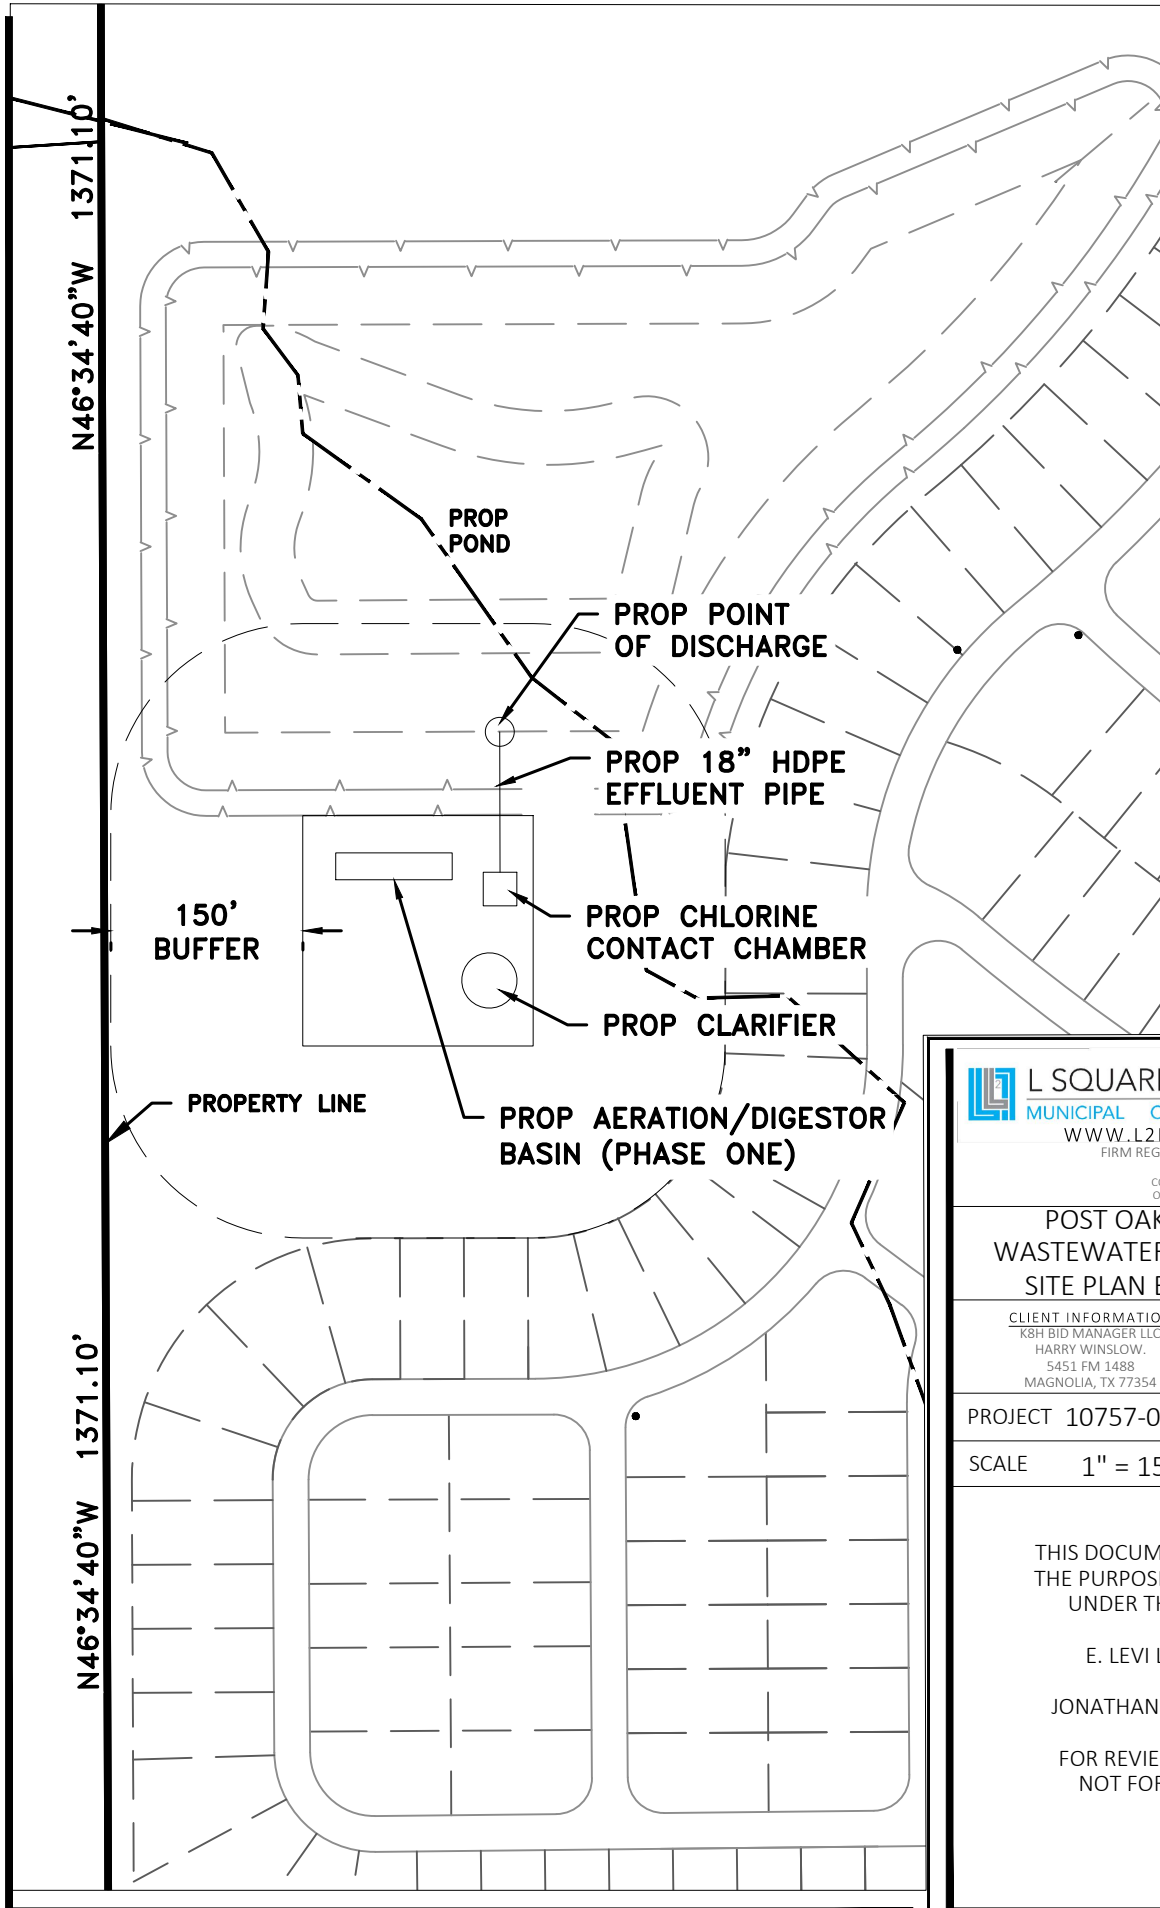 N46°34'40"W 1371.10'
PROP
POND
PROP POINT
OF DISCHARGE
PROP 18" HDPE
EFFLUENT PIPE
150'
BUFFER
PROP CHLORINE
CONTACT CHAMBER
PROP CLARIFIER
PROPERTY LINE
PROP AERATION/DIGESTOR
BASIN (PHASE ONE)
N46°34'40"W 1371.10'
L SQUAR
MUNICIPAL
WWW.L2
FIRM REG
POST OAK
WASTEWATER
SITE PLAN E
CLIENT INFORMATIO
K8H BID MANAGER LLC
HARRY WINSLOW.
5451 FM 1488
MAGNOLIA, TX 77354
PROJECT 10757-0
SCALE 1" = 15
THIS DOCUM
THE PURPOS
UNDER TH
E. LEVI L
JONATHAN
FOR REVIE
NOT FOR